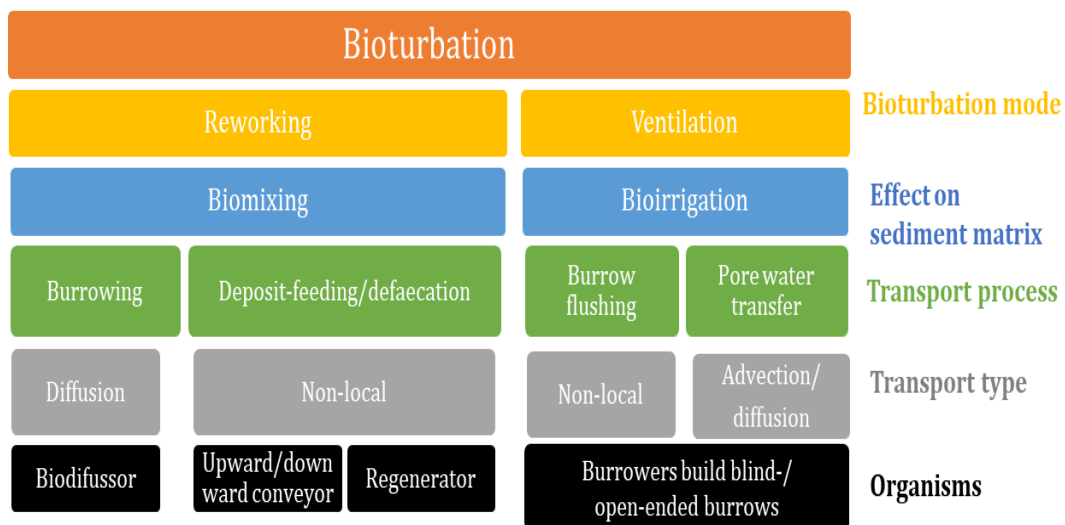 Bioturbation
Reworking
Ventilation
Bioturbation mode
Biomixing
Bioirrigation
Effect on
sediment matrix
Burrowing
Deposit-feeding/defaecation
Burrow
flushing
Pore water
transfer
Transport process
Diffusion
Non-local
Non-local
Advection/
diffusion
Transport type
Biodifussor
Upward/down
ward conveyor
Regenerator
Burrowers build blind-/
open-ended burrows
Organisms